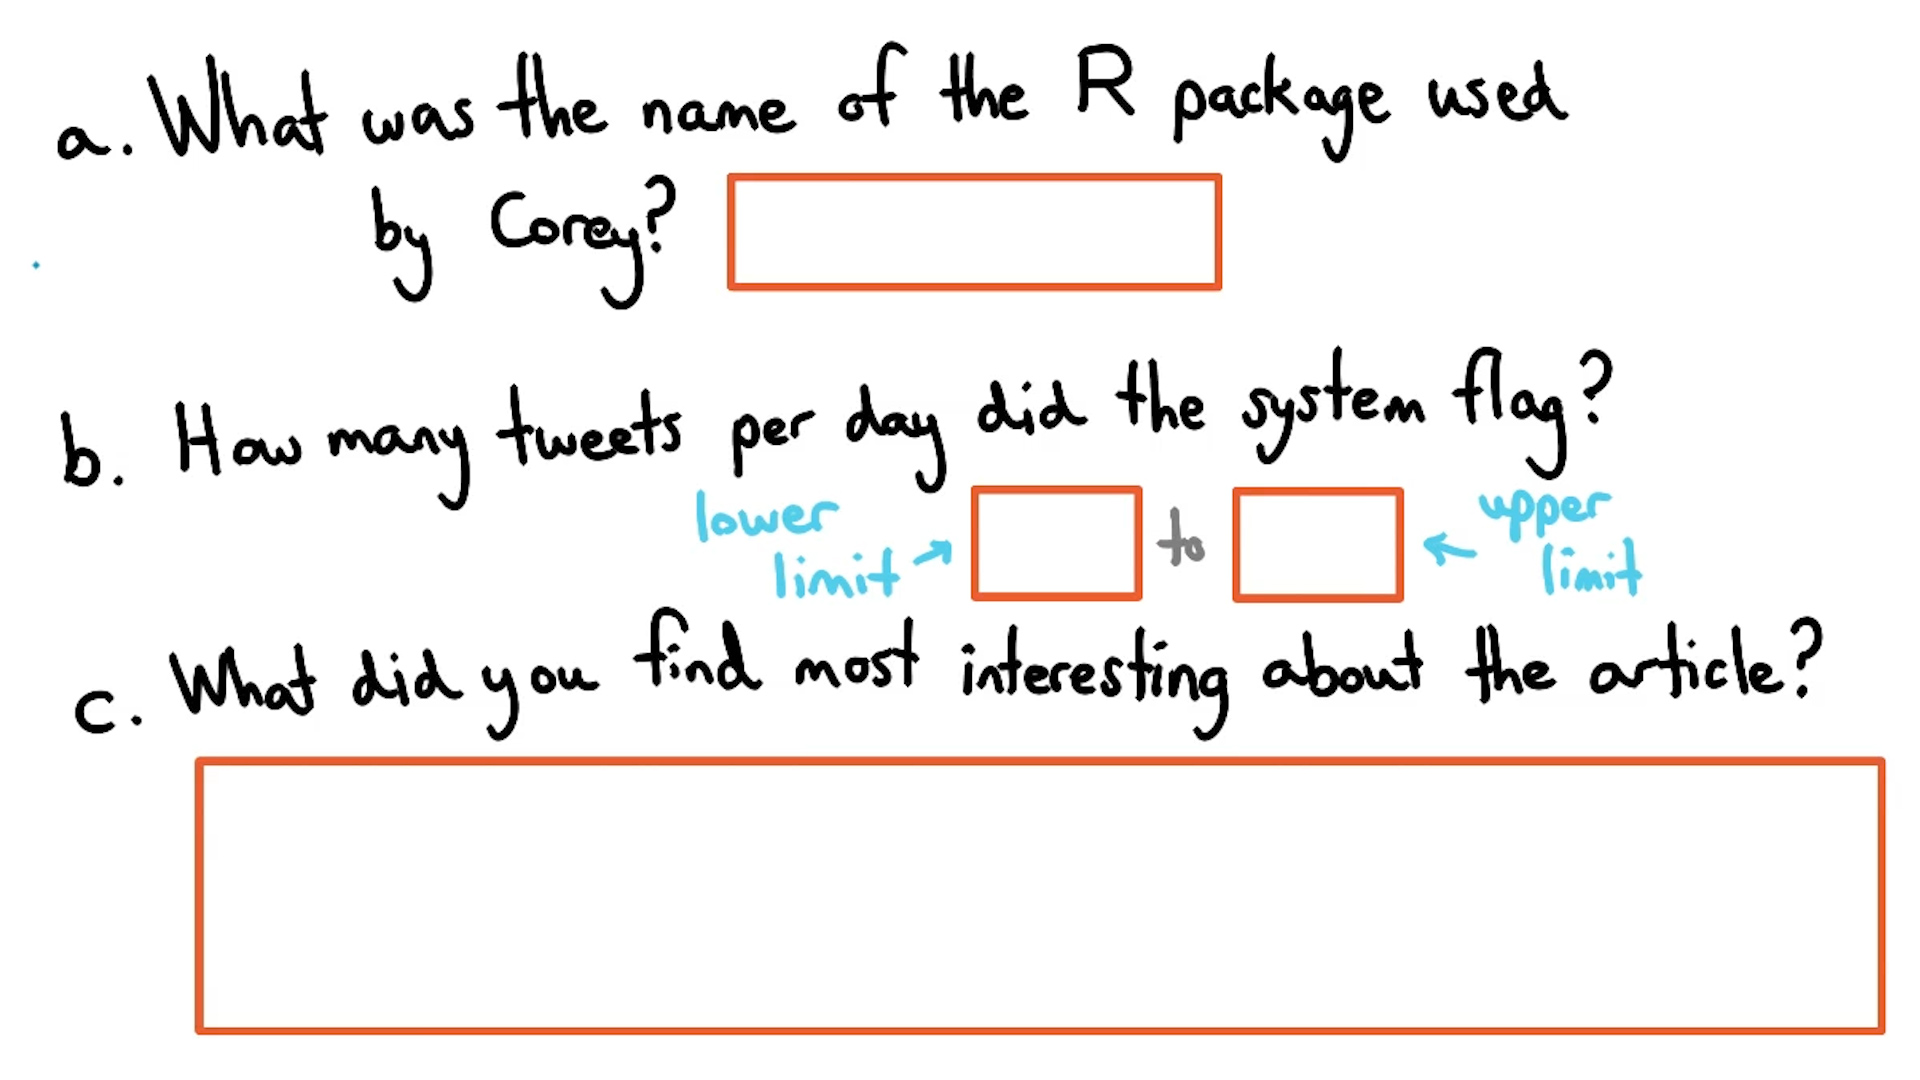 a. What was the name of the R package used
by Corey?
b. How many tweets per day did the system flag?
lower
limit → to ← upper
limit
c. What did you find most interesting about the article?